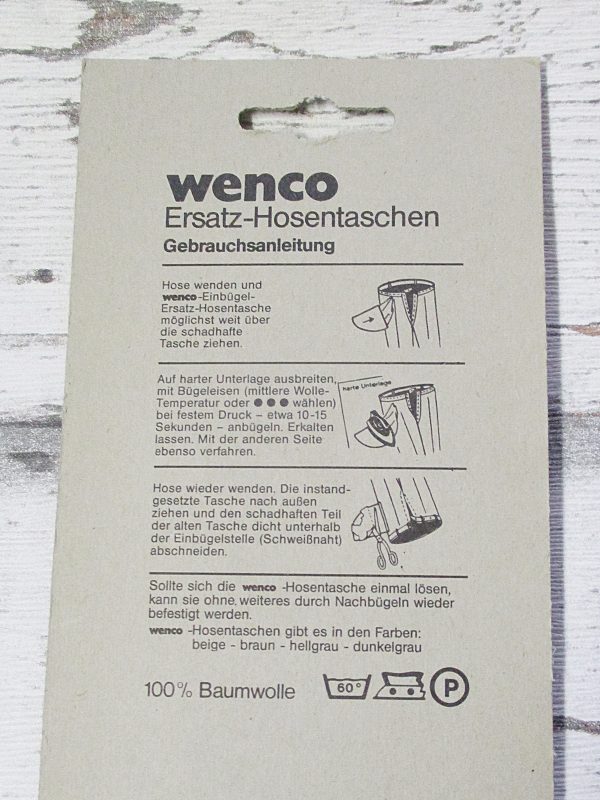 wenco
Ersatz-Hosentaschen
Gebrauchsanleitung
Hose wenden und
wenco-Einbügel-
Ersatz-Hosentasche
möglichst weit über
die schadhafte
Tasche ziehen.
Auf harter Unterlage ausbreiten,
mit Bügeleisen (mittlere Wolle-
Temperatur oder ● ● ● wählen)
bei festem Druck – etwa 10-15
Sekunden – anbügeln. Erkalten
lassen. Mit der anderen Seite
ebenso verfahren.
harte Unterlage
Hose wieder wenden. Die instand-
gesetzte Tasche nach außen
ziehen und den schadhaften Teil
der alten Tasche dicht unterhalb
der Einbügelstelle (Schweißnaht)
abschneiden.
Sollte sich die wenco -Hosentasche einmal lösen,
kann sie ohne weiteres durch Nachbügeln wieder
befestigt werden.
wenco -Hosentaschen gibt es in den Farben:
beige - braun - hellgrau - dunkelgrau
100% Baumwolle 60° P